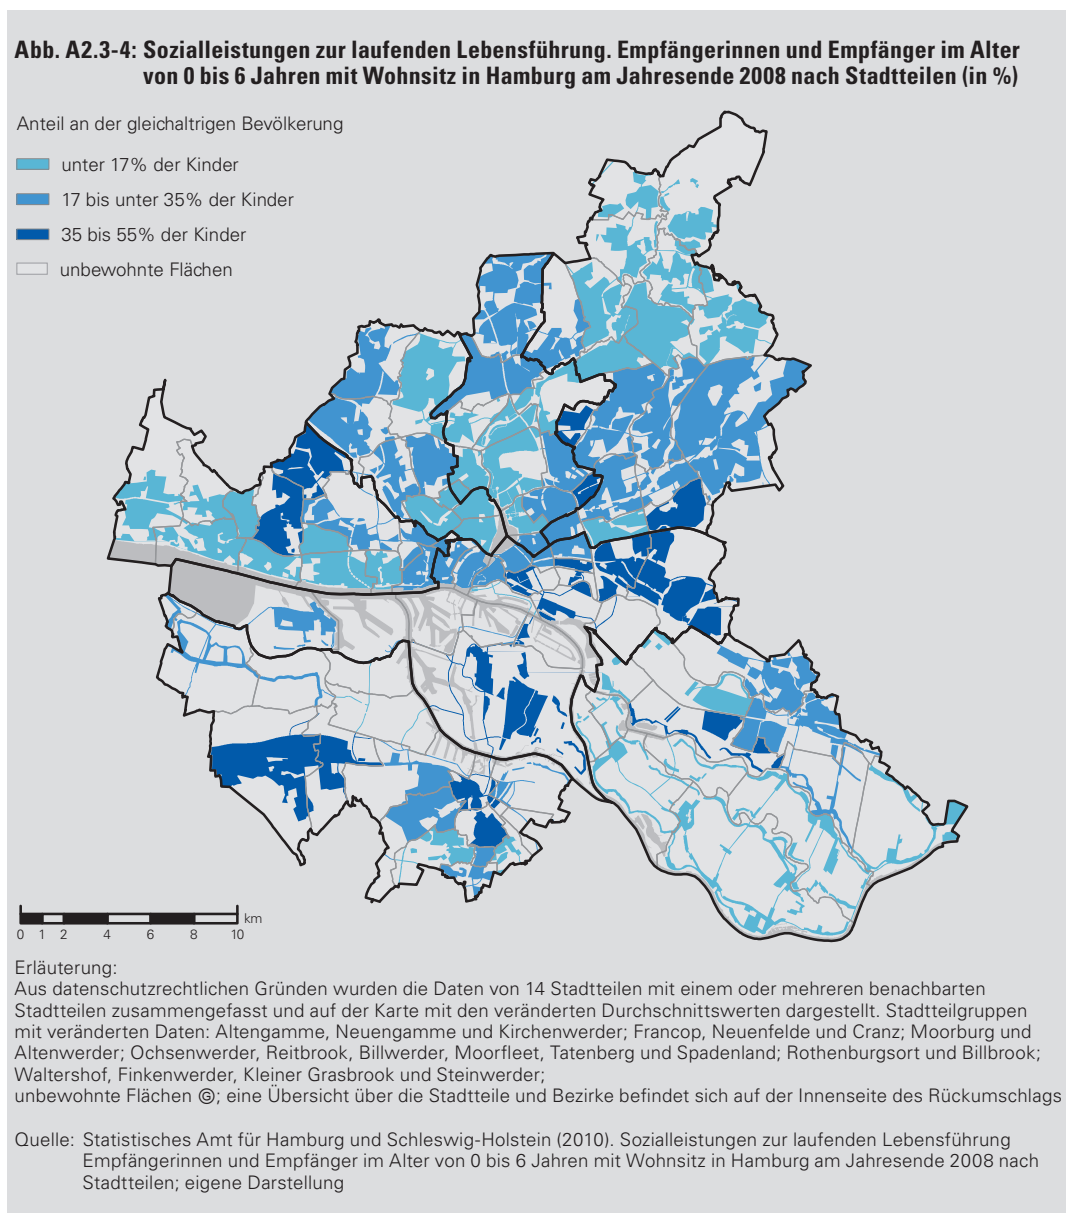 Abb. A2.3-4: Sozialleistungen zur laufenden Lebensführung. Empfängerinnen und Empfänger im Alter
von 0 bis 6 Jahren mit Wohnsitz in Hamburg am Jahresende 2008 nach Stadtteilen (in %)
Anteil an der gleichaltrigen Bevölkerung
unter 17% der Kinder
17 bis unter 35% der Kinder
35 bis 55% der Kinder
unbewohnte Flächen
km
0 1 2 4 6 8 10
Erläuterung:
Aus datenschutzrechtlichen Gründen wurden die Daten von 14 Stadtteilen mit einem oder mehreren benachbarten
Stadtteilen zusammengefasst und auf der Karte mit den veränderten Durchschnittswerten dargestellt. Stadtteilgruppen
mit veränderten Daten: Altengamme, Neuengamme und Kirchenwerder; Francop, Neuenfelde und Cranz; Moorburg und
Altenwerder; Ochsenwerder, Reitbrook, Billwerder, Moorfleet, Tatenberg und Spadenland; Rothenburgsort und Billbrook;
Waltershof, Finkenwerder, Kleiner Grasbrook und Steinwerder;
unbewohnte Flächen ©; eine Übersicht über die Stadtteile und Bezirke befindet sich auf der Innenseite des Rückumschlags
Quelle: Statistisches Amt für Hamburg und Schleswig-Holstein (2010). Sozialleistungen zur laufenden Lebensführung
Empfängerinnen und Empfänger im Alter von 0 bis 6 Jahren mit Wohnsitz in Hamburg am Jahresende 2008 nach
Stadtteilen; eigene Darstellung